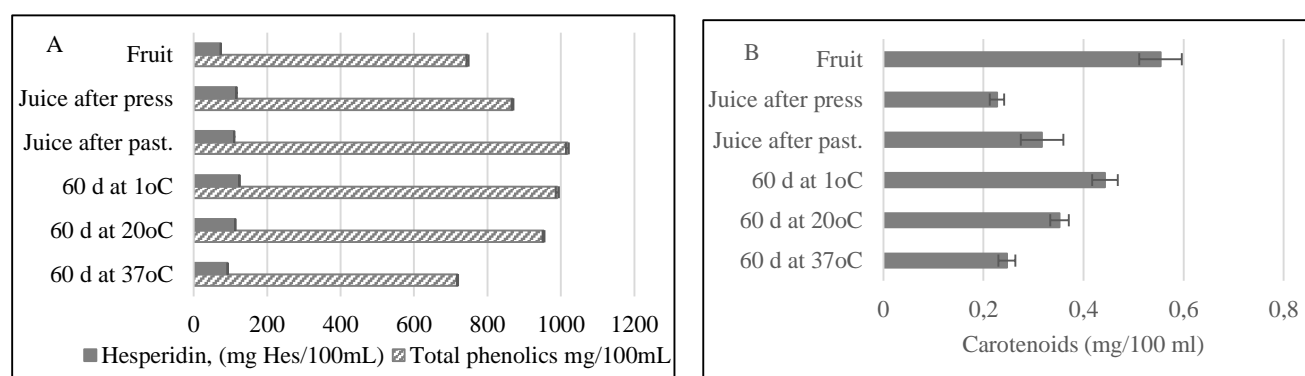 A
Fruit
Juice after press
Juice after past.
60 d at 1oC
60 d at 20oC
60 d at 37oC
0 200 400 600 800 1000 1200
Hesperidin, (mg Hes/100mL) Total phenolics mg/100mL
B
Fruit
Juice after press
Juice after past.
60 d at 1oC
60 d at 20oC
60 d at 37oC
0 0,2 0,4 0,6 0,8
Carotenoids (mg/100 ml)